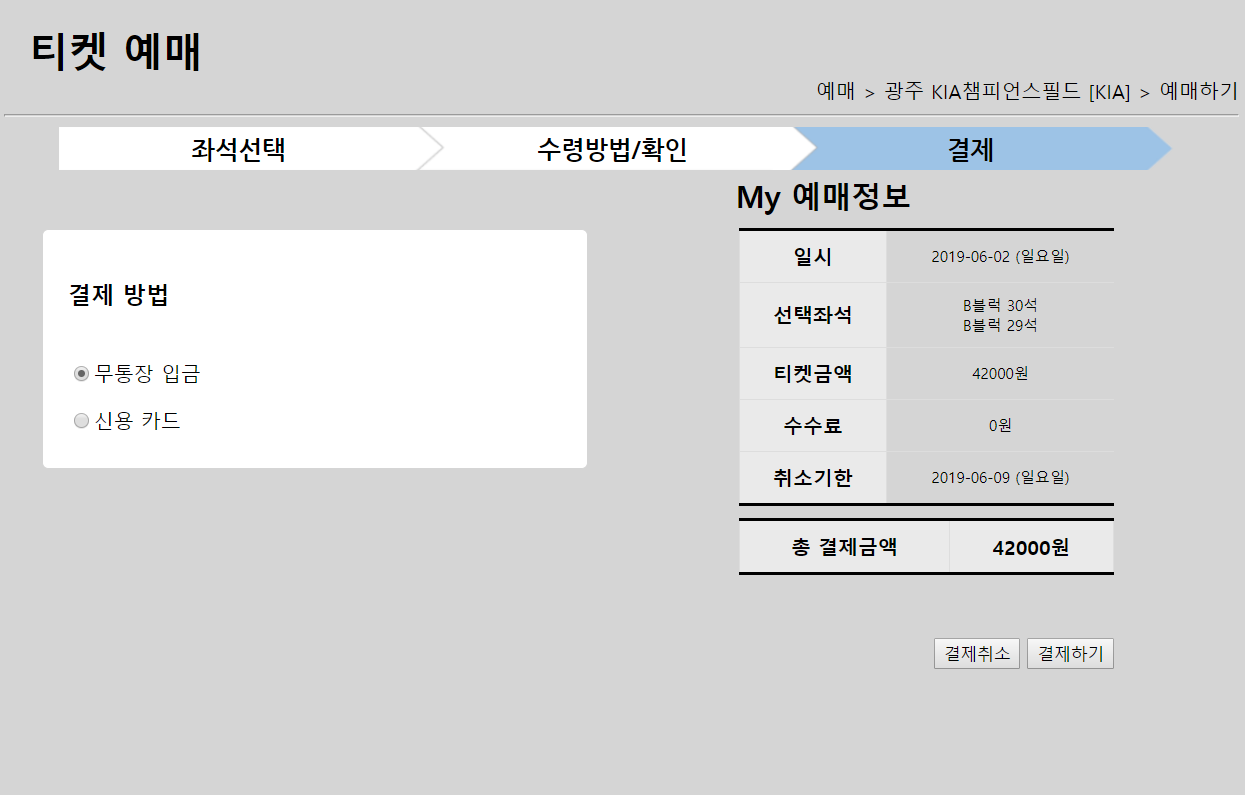 티켓 예매
예매 > 광주 KIA챔피언스필드 [KIA] > 예매하기
좌석선택 수령방법/확인 결제
결제 방법
무통장 입금
신용 카드
My 예매정보
일시 2019-06-02 (일요일)
선택좌석 B블럭 30석
B블럭 29석
티켓금액 42000원
수수료 0원
취소기한 2019-06-09 (일요일)
총 결제금액 42000원
결제취소 결제하기